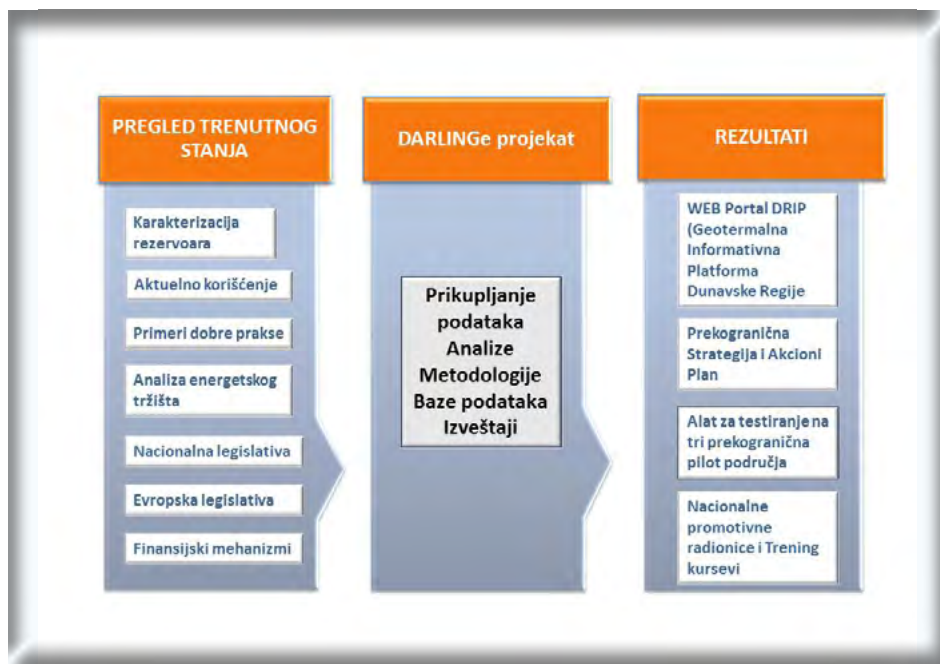 PREGLED TRENUTNOG
STANJA
Karakterizacija
rezervoara
Aktuelno korišćenje
Primeri dobre prakse
Analiza energetskog
tržišta
Nacionalna legislativa
Evropska legislativa
Finansijski mehanizmi
DARLINGe projekat
Prikupljanje
podataka
Analize
Metodologije
Baze podataka
Izveštaji
REZULTATI
WEB Portal DRIP
(Geotermalna
Informativna
Platforma
Dunavske Regije
Prekogranična
Strategija i Akcioni
Plan
Alat za testiranje na
tri prekogranična
pilot područja
Nacionalne
promotivne
radionice i Trening
kursevi